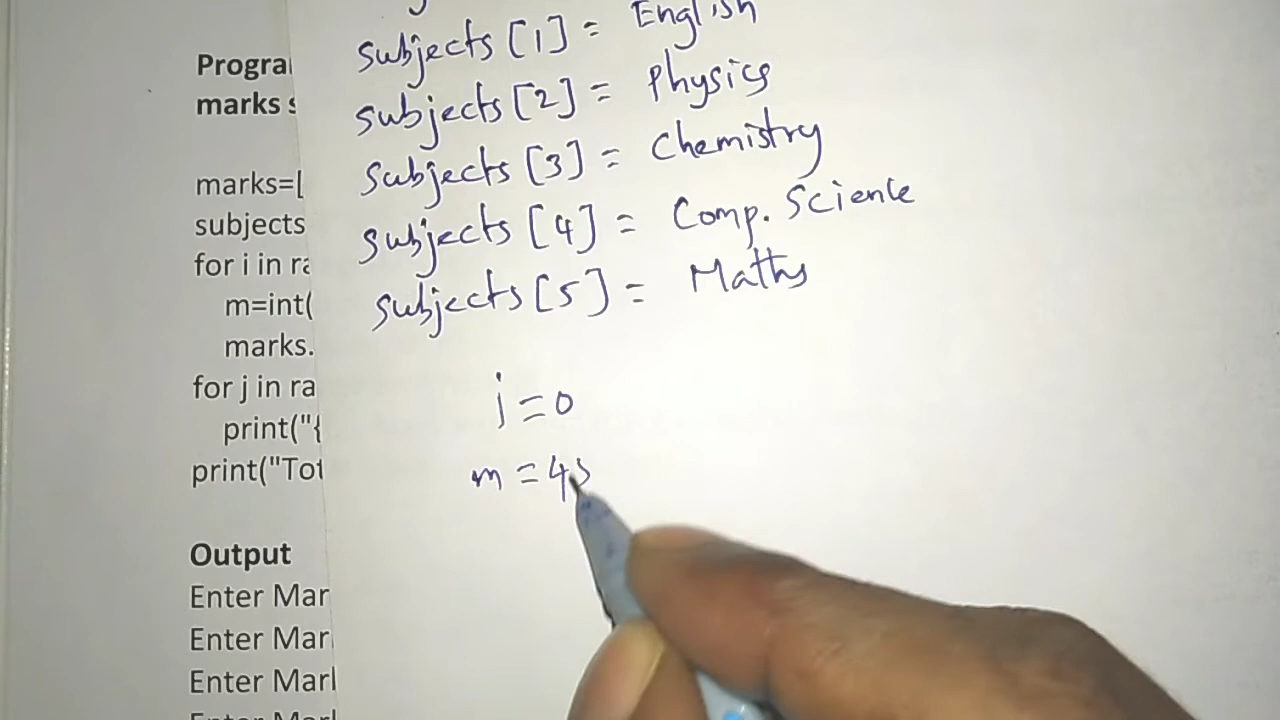 subjects [1] = English
subjects [2] = Physics
subjects [3] = Chemistry
subjects [4] = Comp. Science
subjects [5] = Maths
i = 0
m = 45
Progra
marks s
marks=[
subjects
for i in ra
m=int(
marks.
for j in ra
print("{
print("Tot
Output
Enter Mar
Enter Mar
Enter Marl